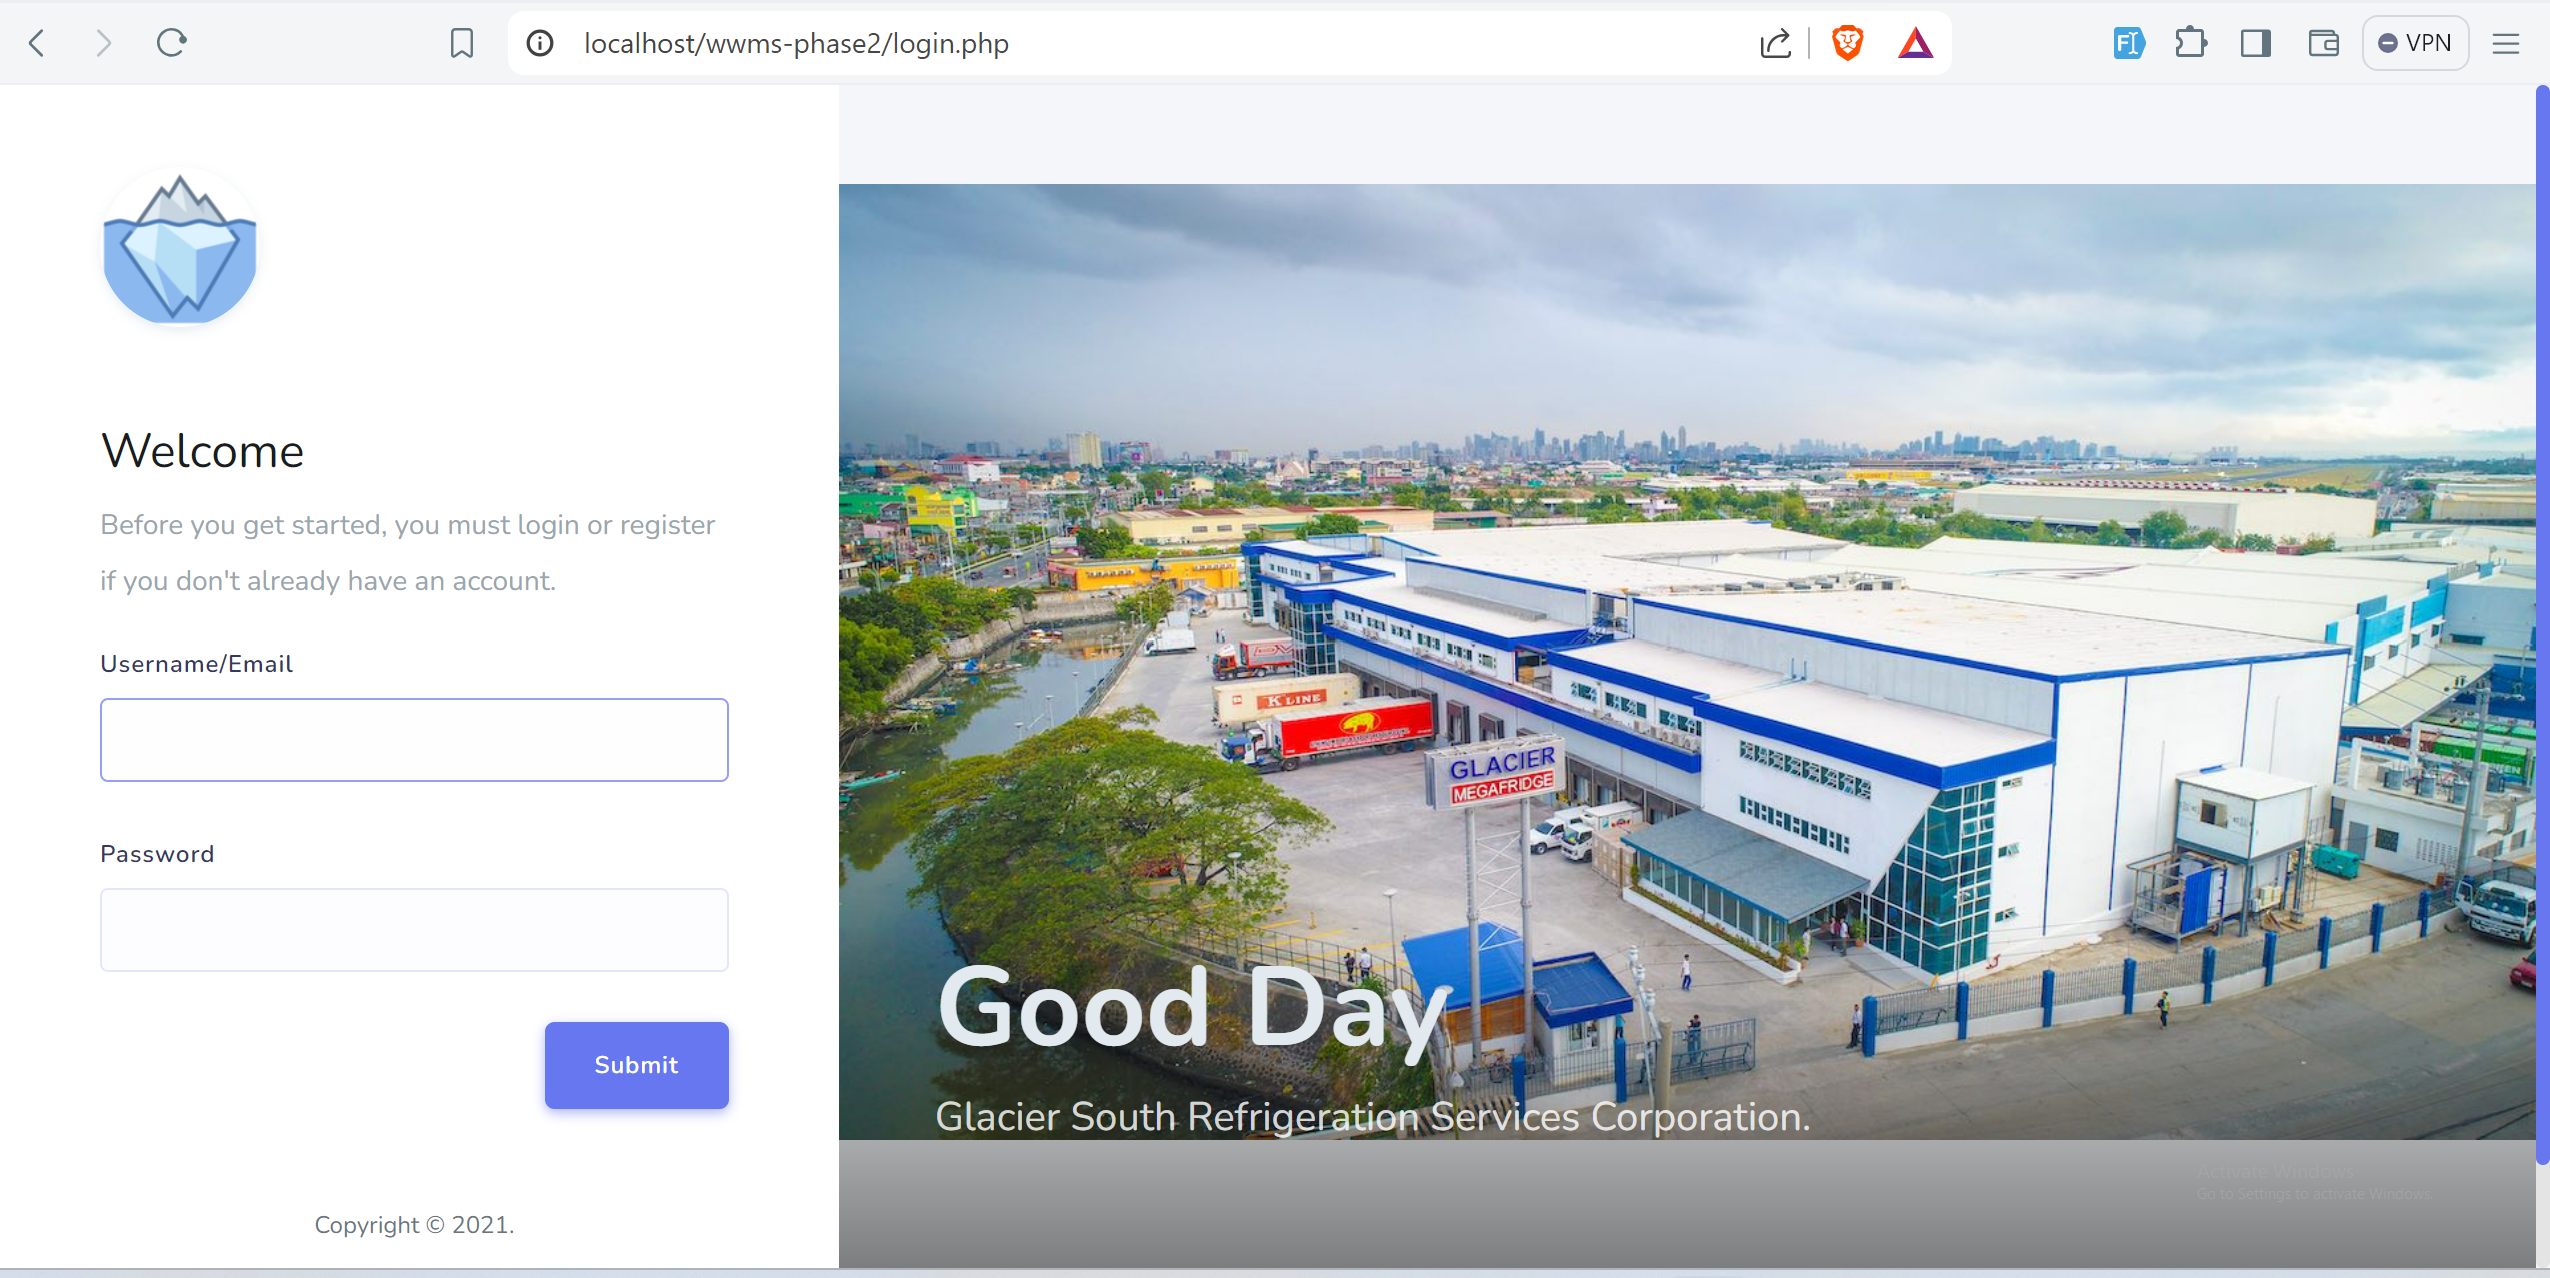 localhost/wwms-phase2/login.php
VPN
Welcome
Before you get started, you must login or register
if you don't already have an account.
Username/Email
Password
Submit
Copyright © 2021.
K LINE
GLACIER
MEGAFRIDGE
Good Day
Glacier South Refrigeration Services Corporation.
Activate Windows
Go to Settings to activate Windows.